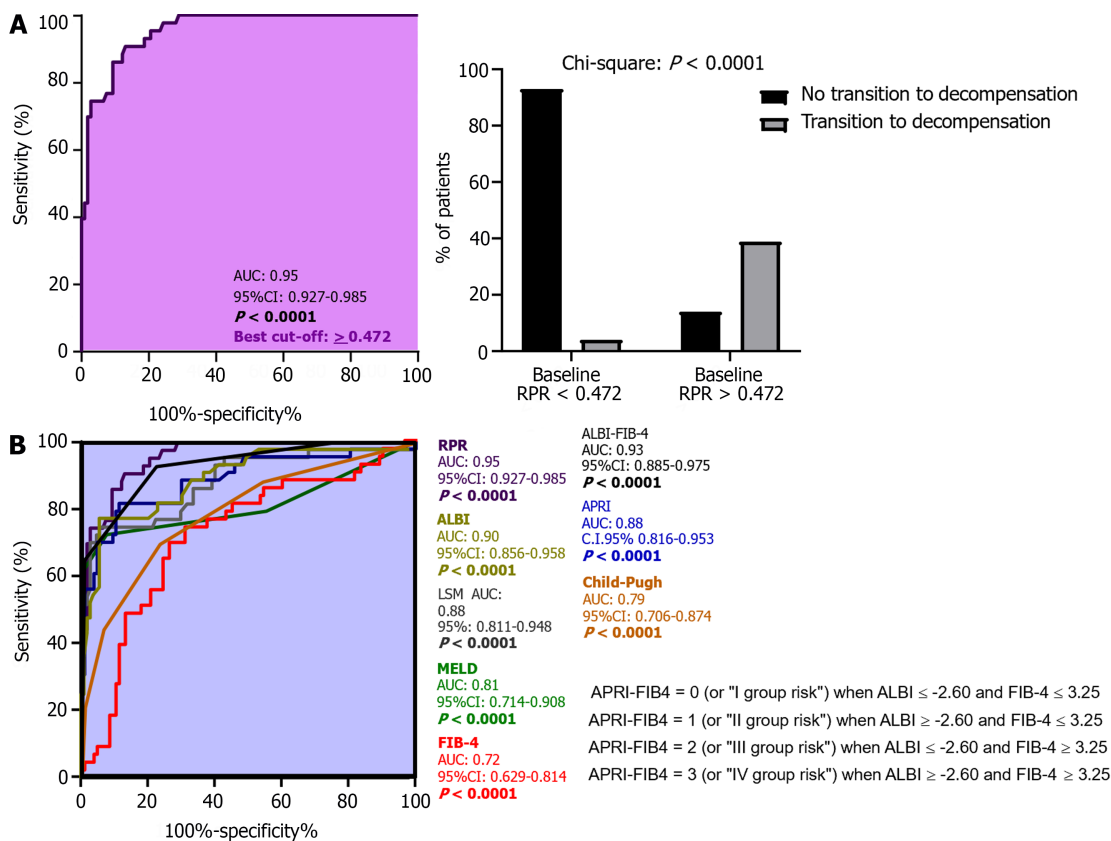 A
100
80
60
40
20
0
Sensitivity (%)
0 20 40 60 80 100
100%-specificity%
AUC: 0.95
95%CI: 0.927-0.985
P < 0.0001
Best cut-off: ≥ 0.472
Chi-square: P < 0.0001
No transition to decompensation
Transition to decompensation
100
80
60
40
20
0
% of patients
Baseline
RPR < 0.472
Baseline
RPR > 0.472
B
100
80
60
40
20
0
Sensitivity (%)
0 20 40 60 80 100
100%-specificity%
RPR
AUC: 0.95
95%CI: 0.927-0.985
P < 0.0001
ALBI
AUC: 0.90
95%CI: 0.856-0.958
P < 0.0001
LSM AUC:
0.88
95%: 0.811-0.948
P < 0.0001
MELD
AUC: 0.81
95%CI: 0.714-0.908
P < 0.0001
FIB-4
AUC: 0.72
95%CI: 0.629-0.814
P < 0.0001
ALBI-FIB-4
AUC: 0.93
95%CI: 0.885-0.975
P < 0.0001
APRI
AUC: 0.88
C.I.95% 0.816-0.953
P < 0.0001
Child-Pugh
AUC: 0.79
95%CI: 0.706-0.874
P < 0.0001
APRI-FIB4 = 0 (or "I group risk") when ALBI ≤ -2.60 and FIB-4 ≤ 3.25
APRI-FIB4 = 1 (or "II group risk") when ALBI ≥ -2.60 and FIB-4 ≤ 3.25
APRI-FIB4 = 2 (or "III group risk") when ALBI ≤ -2.60 and FIB-4 ≥ 3.25
APRI-FIB4 = 3 (or "IV group risk") when ALBI ≥ -2.60 and FIB-4 ≥ 3.25